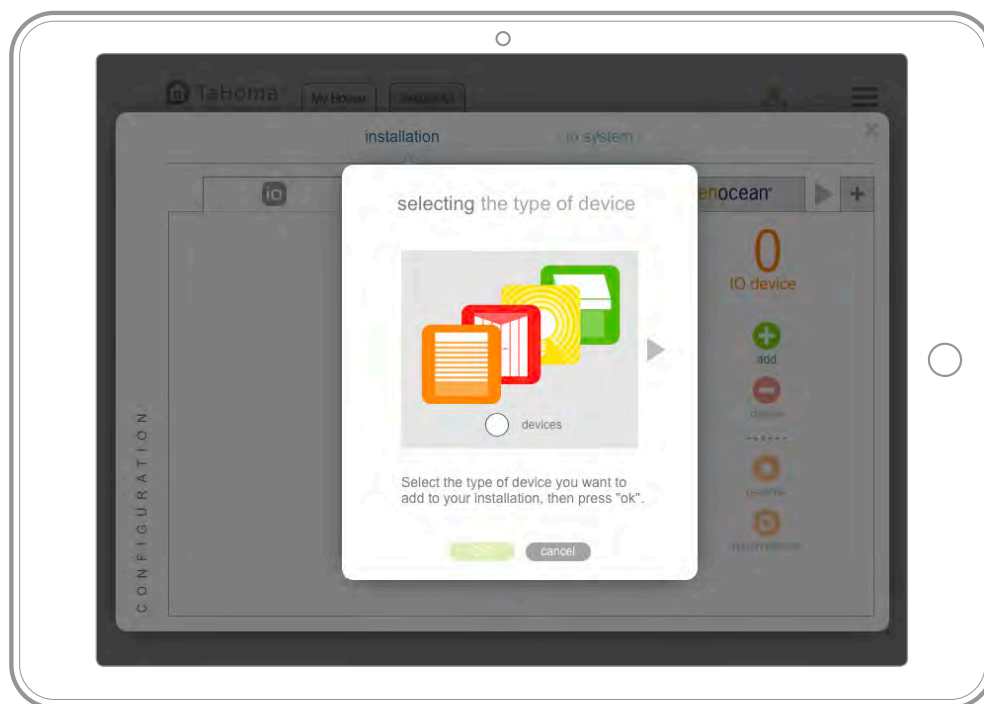 TaHoma
My House
installation
io system
io
enocean
selecting the type of device
0
IO device
add
delete
devices
Select the type of device you want to
add to your installation, then press "ok".
cancel
CONFIGURATION